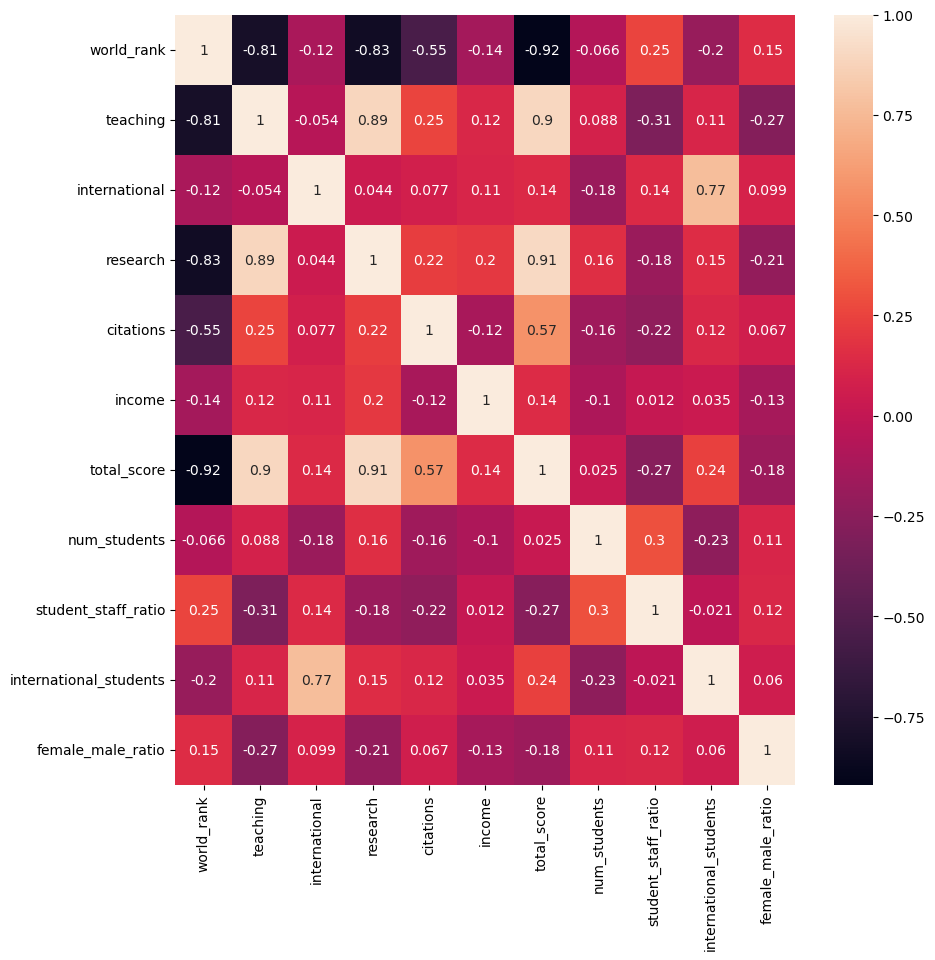 world_rank 1 -0.81 -0.12 -0.83 -0.55 -0.14 -0.92 -0.066 0.25 -0.2 0.15
teaching -0.81 1 -0.054 0.89 0.25 0.12 0.9 0.088 -0.31 0.11 -0.27
international -0.12 -0.054 1 0.044 0.077 0.11 0.14 -0.18 0.14 0.77 0.099
research -0.83 0.89 0.044 1 0.22 0.2 0.91 0.16 -0.18 0.15 -0.21
citations -0.55 0.25 0.077 0.22 1 -0.12 0.57 -0.16 -0.22 0.12 0.067
income -0.14 0.12 0.11 0.2 -0.12 1 0.14 -0.1 0.012 0.035 -0.13
total_score -0.92 0.9 0.14 0.91 0.57 0.14 1 0.025 -0.27 0.24 -0.18
num_students -0.066 0.088 -0.18 0.16 -0.16 -0.1 0.025 1 0.3 -0.23 0.11
student_staff_ratio 0.25 -0.31 0.14 -0.18 -0.22 0.012 -0.27 0.3 1 -0.021 0.12
international_students -0.2 0.11 0.77 0.15 0.12 0.035 0.24 -0.23 -0.021 1 0.06
female_male_ratio 0.15 -0.27 0.099 -0.21 0.067 -0.13 -0.18 0.11 0.12 0.06 1
world_rank
teaching
international
research
citations
income
total_score
num_students
student_staff_ratio
international_students
female_male_ratio
1.00
0.75
0.50
0.25
0.00
−0.25
−0.50
−0.75